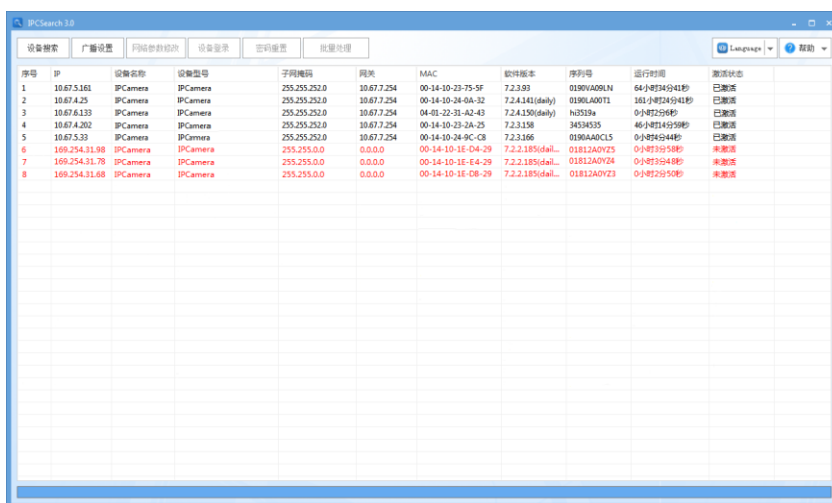 IPCSearch 3.0
设备搜索 广播设置 网络参数修改 设备登录 密码重置 批量处理 Language 帮助
序号 IP 设备名称 设备型号 子网掩码 网关 MAC 软件版本 序列号 运行时间 激活状态
1 10.67.5.161 IPCamera IPCamera 255.255.252.0 10.67.7.254 00-14-10-23-75-5F 7.2.3.93 0190VA09LN 64小时34分41秒 已激活
2 10.67.4.25 IPCamera IPCamera 255.255.252.0 10.67.7.254 00-14-10-24-0A-32 7.2.4.141(daily) 0190LA00T1 161小时24分41秒 已激活
3 10.67.6.133 IPCamera IPCamera 255.255.252.0 10.67.7.254 04-01-22-31-A2-43 7.2.4.150(daily) hi3519a 0小时2分6秒 已激活
4 10.67.4.202 IPCamera IPCamera 255.255.252.0 10.67.7.254 00-14-10-23-2A-25 7.2.3.158 34534535 46小时14分59秒 已激活
5 10.67.5.33 IPCamera IPCamera 255.255.252.0 10.67.7.254 00-14-10-24-9C-C8 7.2.3.166 0190AA0CL5 0小时4分44秒 已激活
6 169.254.31.98 IPCamera IPCamera 255.255.0.0 0.0.0.0 00-14-10-1E-D4-29 7.2.2.185(dail... 01812A0YZ5 0小时3分58秒 未激活
7 169.254.31.78 IPCamera IPCamera 255.255.0.0 0.0.0.0 00-14-10-1E-E4-29 7.2.2.185(dail... 01812A0YZ4 0小时3分48秒 未激活
8 169.254.31.68 IPCamera IPCamera 255.255.0.0 0.0.0.0 00-14-10-1E-D8-29 7.2.2.185(dail... 01812A0YZ3 0小时2分50秒 未激活